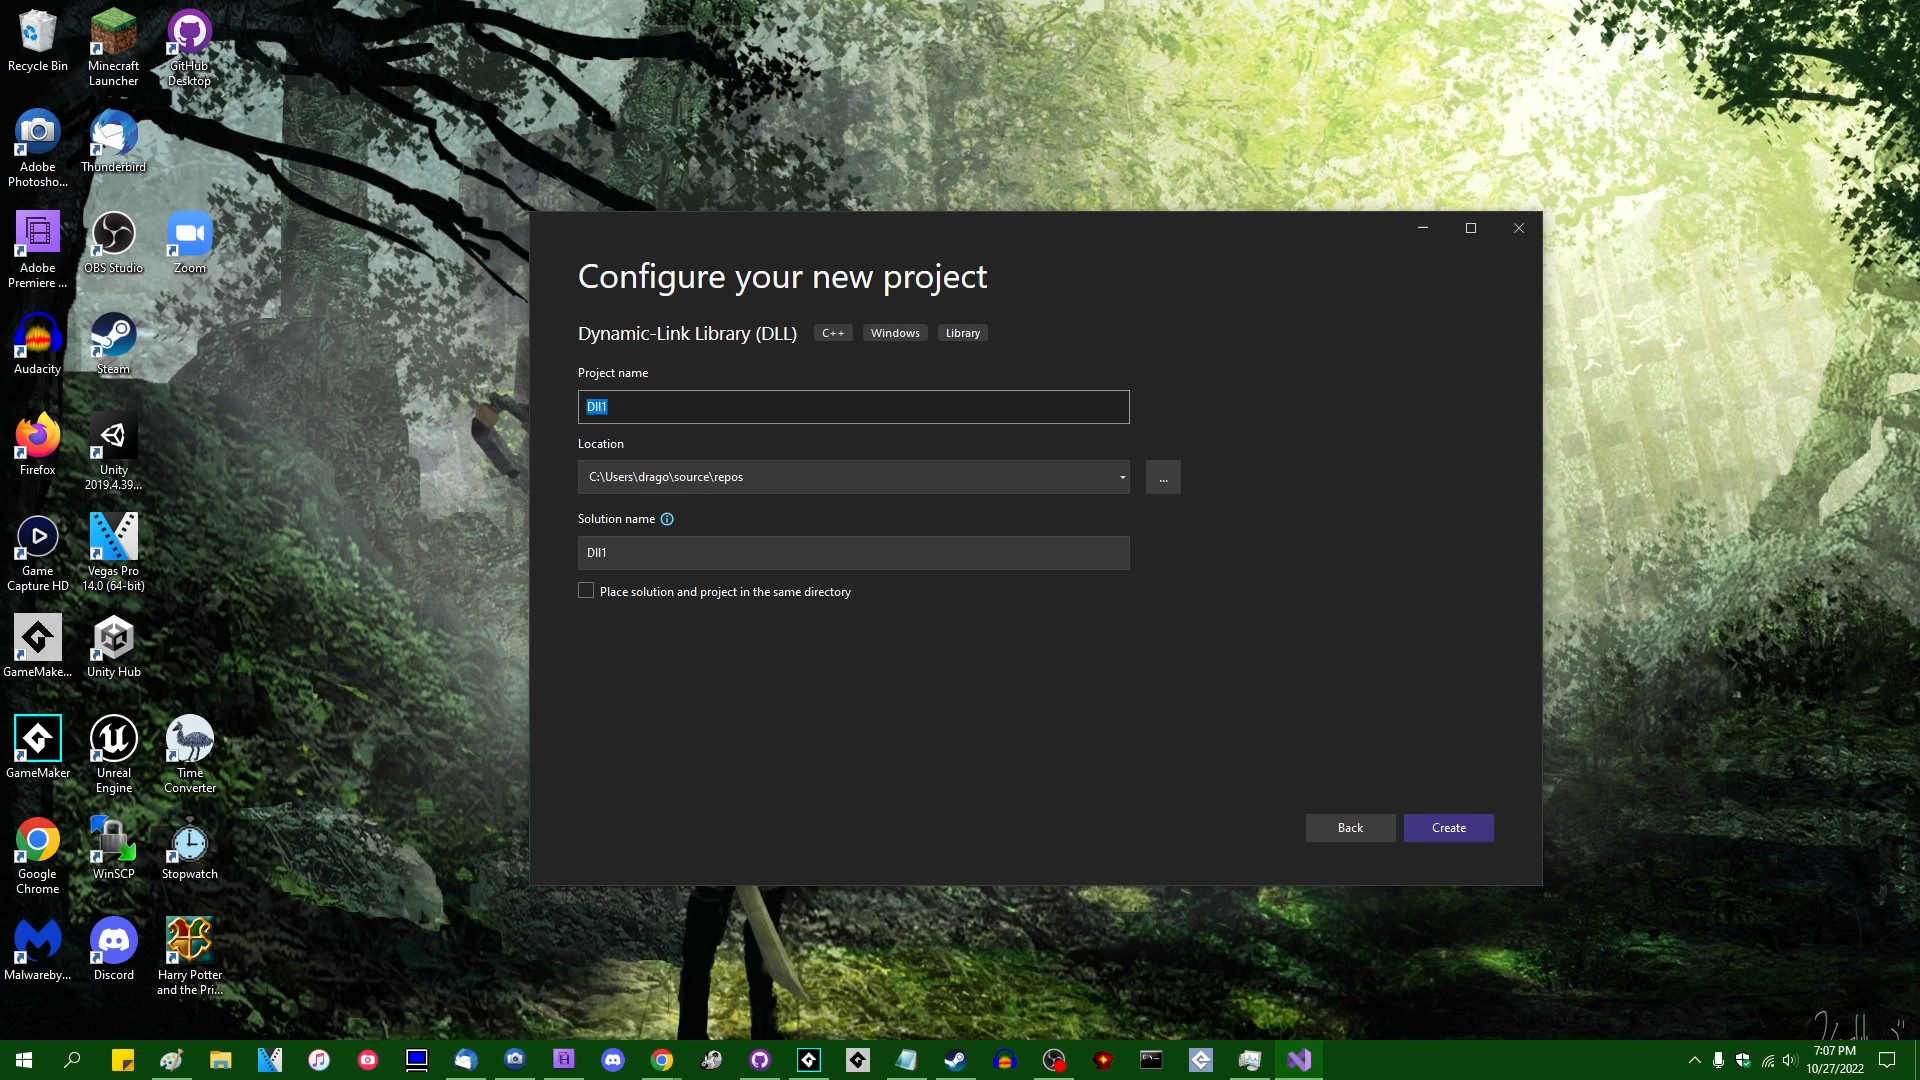 Recycle Bin
Minecraft
Launcher
GitHub
Desktop
Adobe
Photosho...
Thunderbird
Adobe
Premiere ...
OBS Studio
Zoom
Audacity
Steam
Firefox
Unity
2019.4.39...
Game
Capture HD
Vegas Pro
14.0 (64-bit)
GameMake...
Unity Hub
GameMaker
Unreal
Engine
Time
Converter
Google
Chrome
WinSCP
Stopwatch
Malwareby...
Discord
Harry Potter
and the Pri...
Configure your new project
Dynamic-Link Library (DLL) C++ Windows Library
Project name
Dll1
Location
C:\Users\drago\source\repos
...
Solution name
Dll1
Place solution and project in the same directory
Back
Create
7:07 PM
10/27/2022